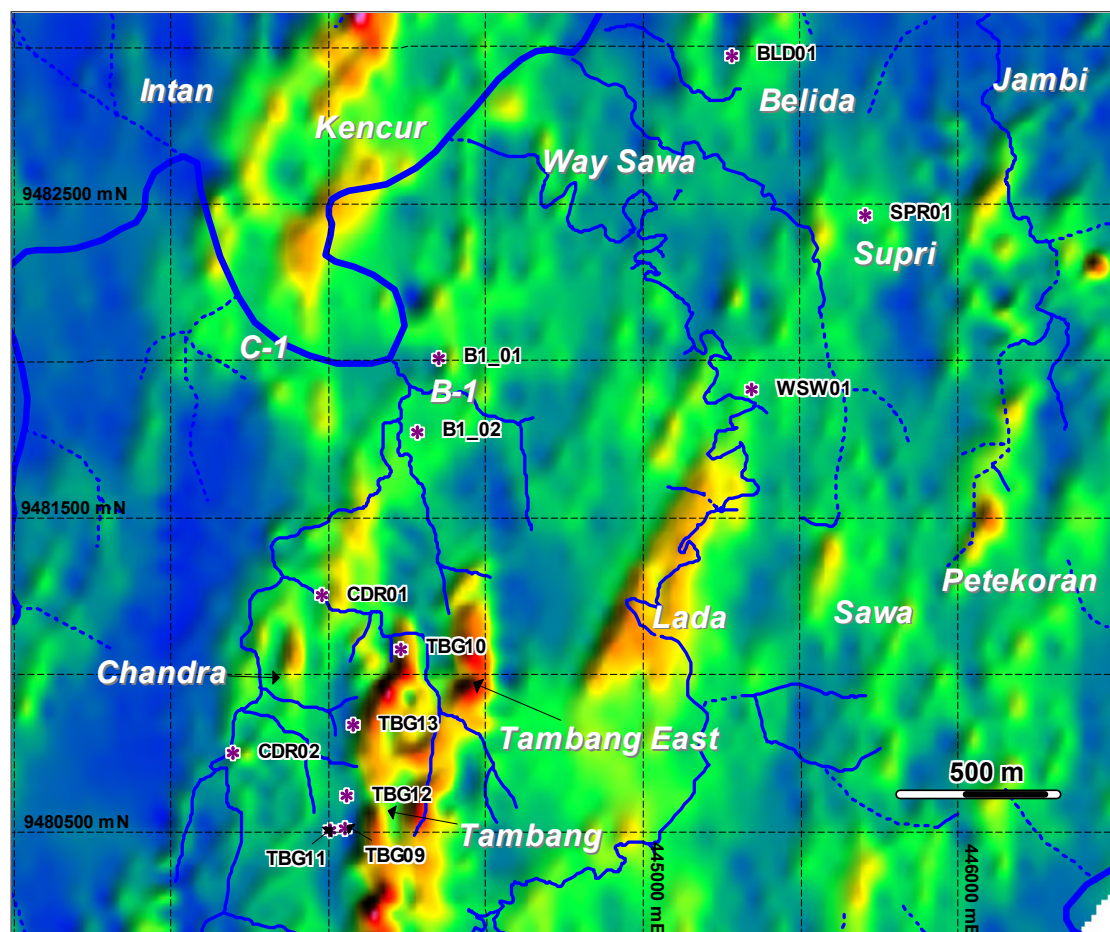 BLD01
Jambi
Intan
Belida
Kencur
Way Sawa
9482500 mN
SPR01
Supri
C-1
B1_01
B-1
WSW01
B1_02
9481500 mN
Petekoran
CDR01
Sawa
Lada
TBG10
Chandra
TBG13
Tambang East
CDR02
500 m
TBG12
9480500 mN
Tambang
TBG11
TBG09
445000 mE
446000 mE